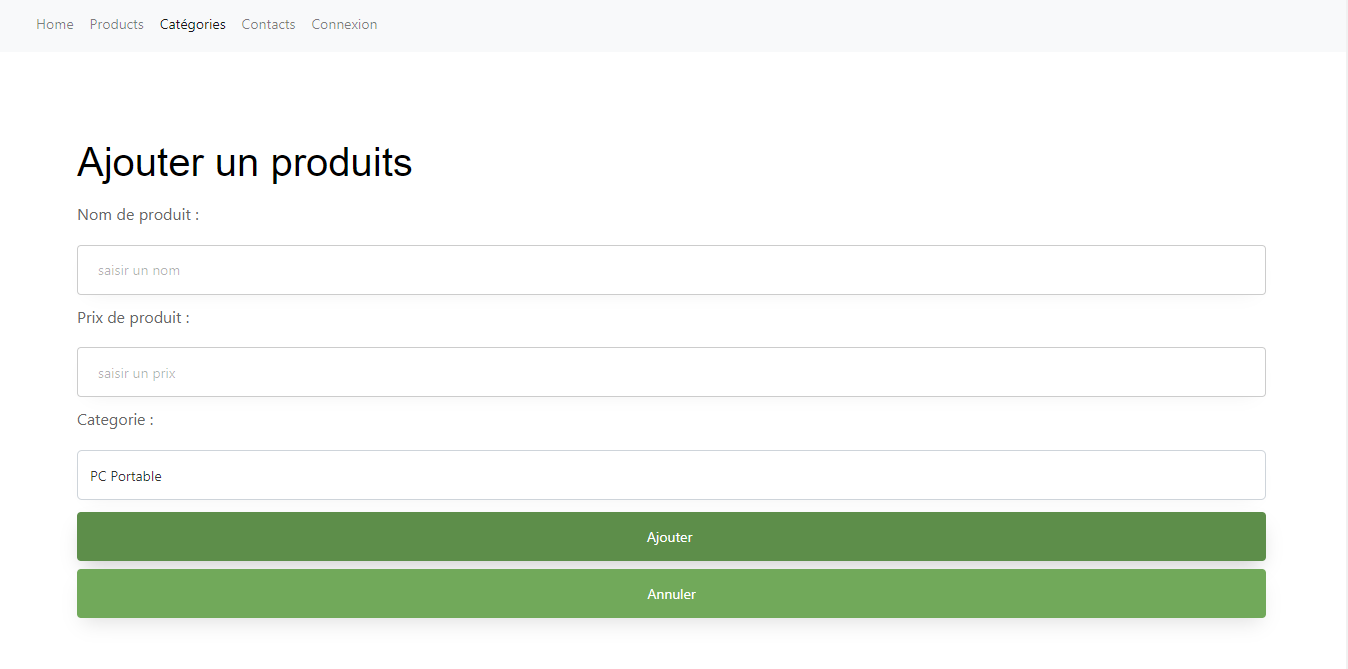 Home Products Catégories Contacts Connexion
Ajouter un produits
Nom de produit :
saisir un nom
Prix de produit :
saisir un prix
Categorie :
PC Portable
Ajouter
Annuler